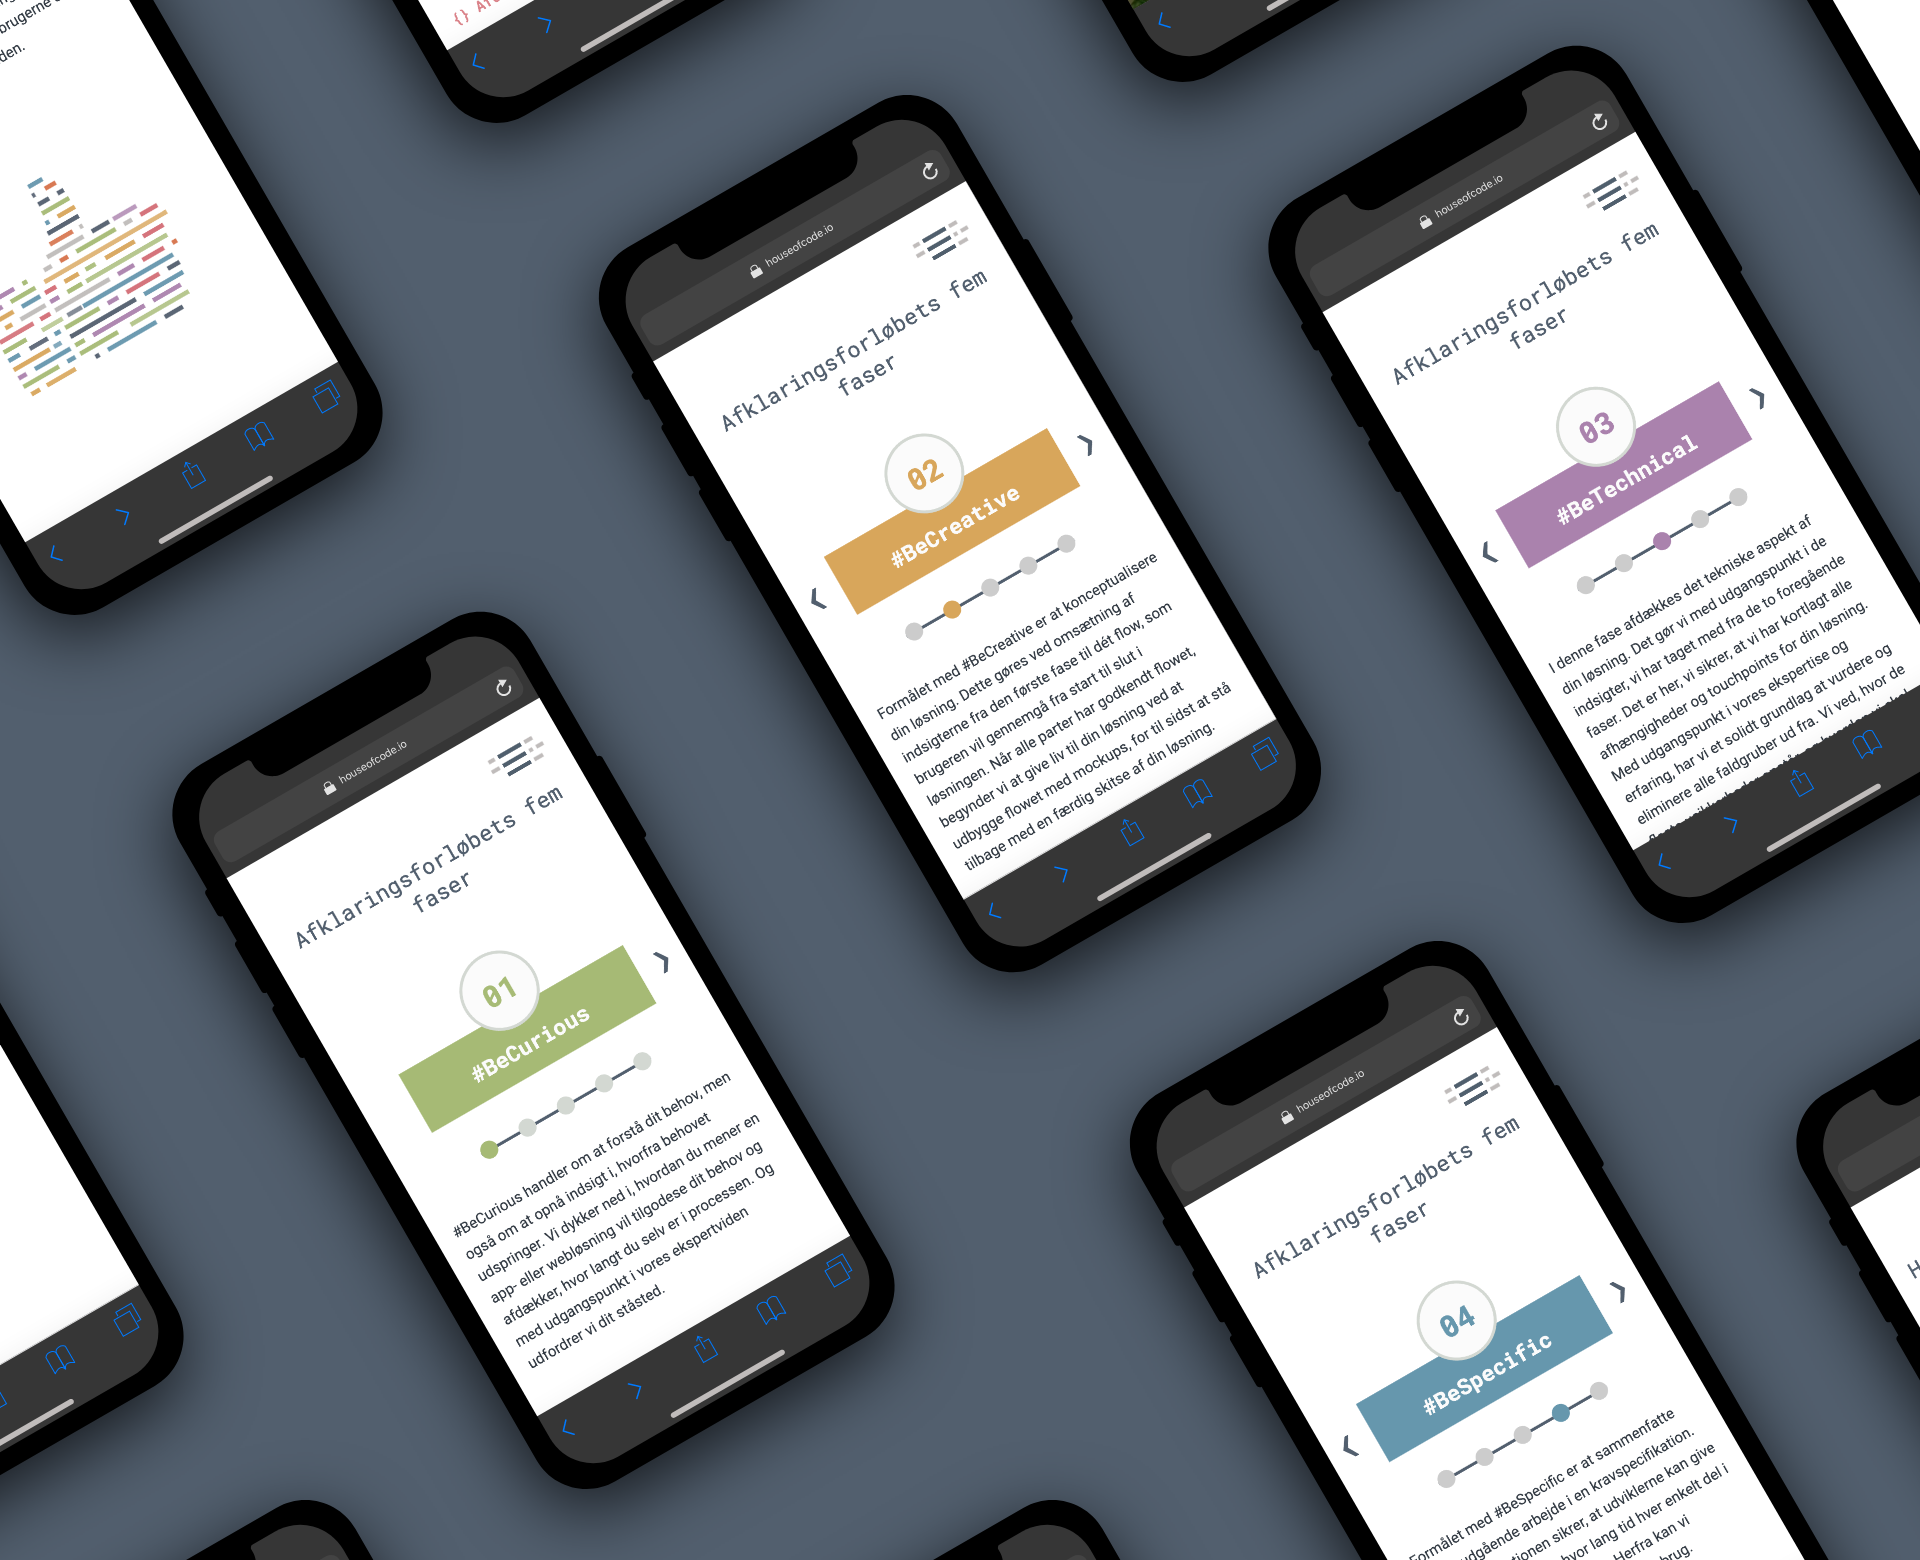 brugerne
den.
{}
houseofcode.io
Afklaringsforløbets fem
faser
02
#BeCreative
Formålet med #BeCreative er at konceptualisere
din løsning. Dette gøres ved omsætning af
indsigterne fra den første fase til dét flow, som
brugeren vil gennemgå fra start til slut i
løsningen. Når alle parter har godkendt flowet,
begynder vi at give liv til din løsning ved at
udbygge flowet med mockups, for til sidst at stå
tilbage med en færdig skitse af din løsning.
houseofcode.io
Afklaringsforløbets fem
faser
03
#BeTechnical
I denne fase afdækkes det tekniske aspekt af
din løsning. Det gør vi med udgangspunkt i de
indsigter, vi har taget med fra de to foregående
faser. Det er her, vi sikrer, at vi har kortlagt alle
afhængigheder og touchpoints for din løsning.
Med udgangspunkt i vores ekspertise og
erfaring, har vi et solidt grundlag at vurdere og
eliminere alle faldgruber ud fra. Vi ved, hvor de
houseofcode.io
Afklaringsforløbets fem
faser
01
#BeCurious
#BeCurious handler om at forstå dit behov, men
også om at opnå indsigt i, hvorfra behovet
udspringer. Vi dykker ned i, hvordan du mener en
app- eller webløsning vil tilgodese dit behov og
afdækker, hvor langt du selv er i processen. Og
med udgangspunkt i vores ekspertviden
udfordrer vi dit ståsted.
houseofcode.io
Afklaringsforløbets fem
faser
04
#BeSpecific
Formålet med #BeSpecific er at sammenfatte
udgående arbejde i en kravspecifikation.
tionen sikrer, at udviklerne kan give
hvor lang tid hver enkelt del i
Herfra kan vi
brug.
H